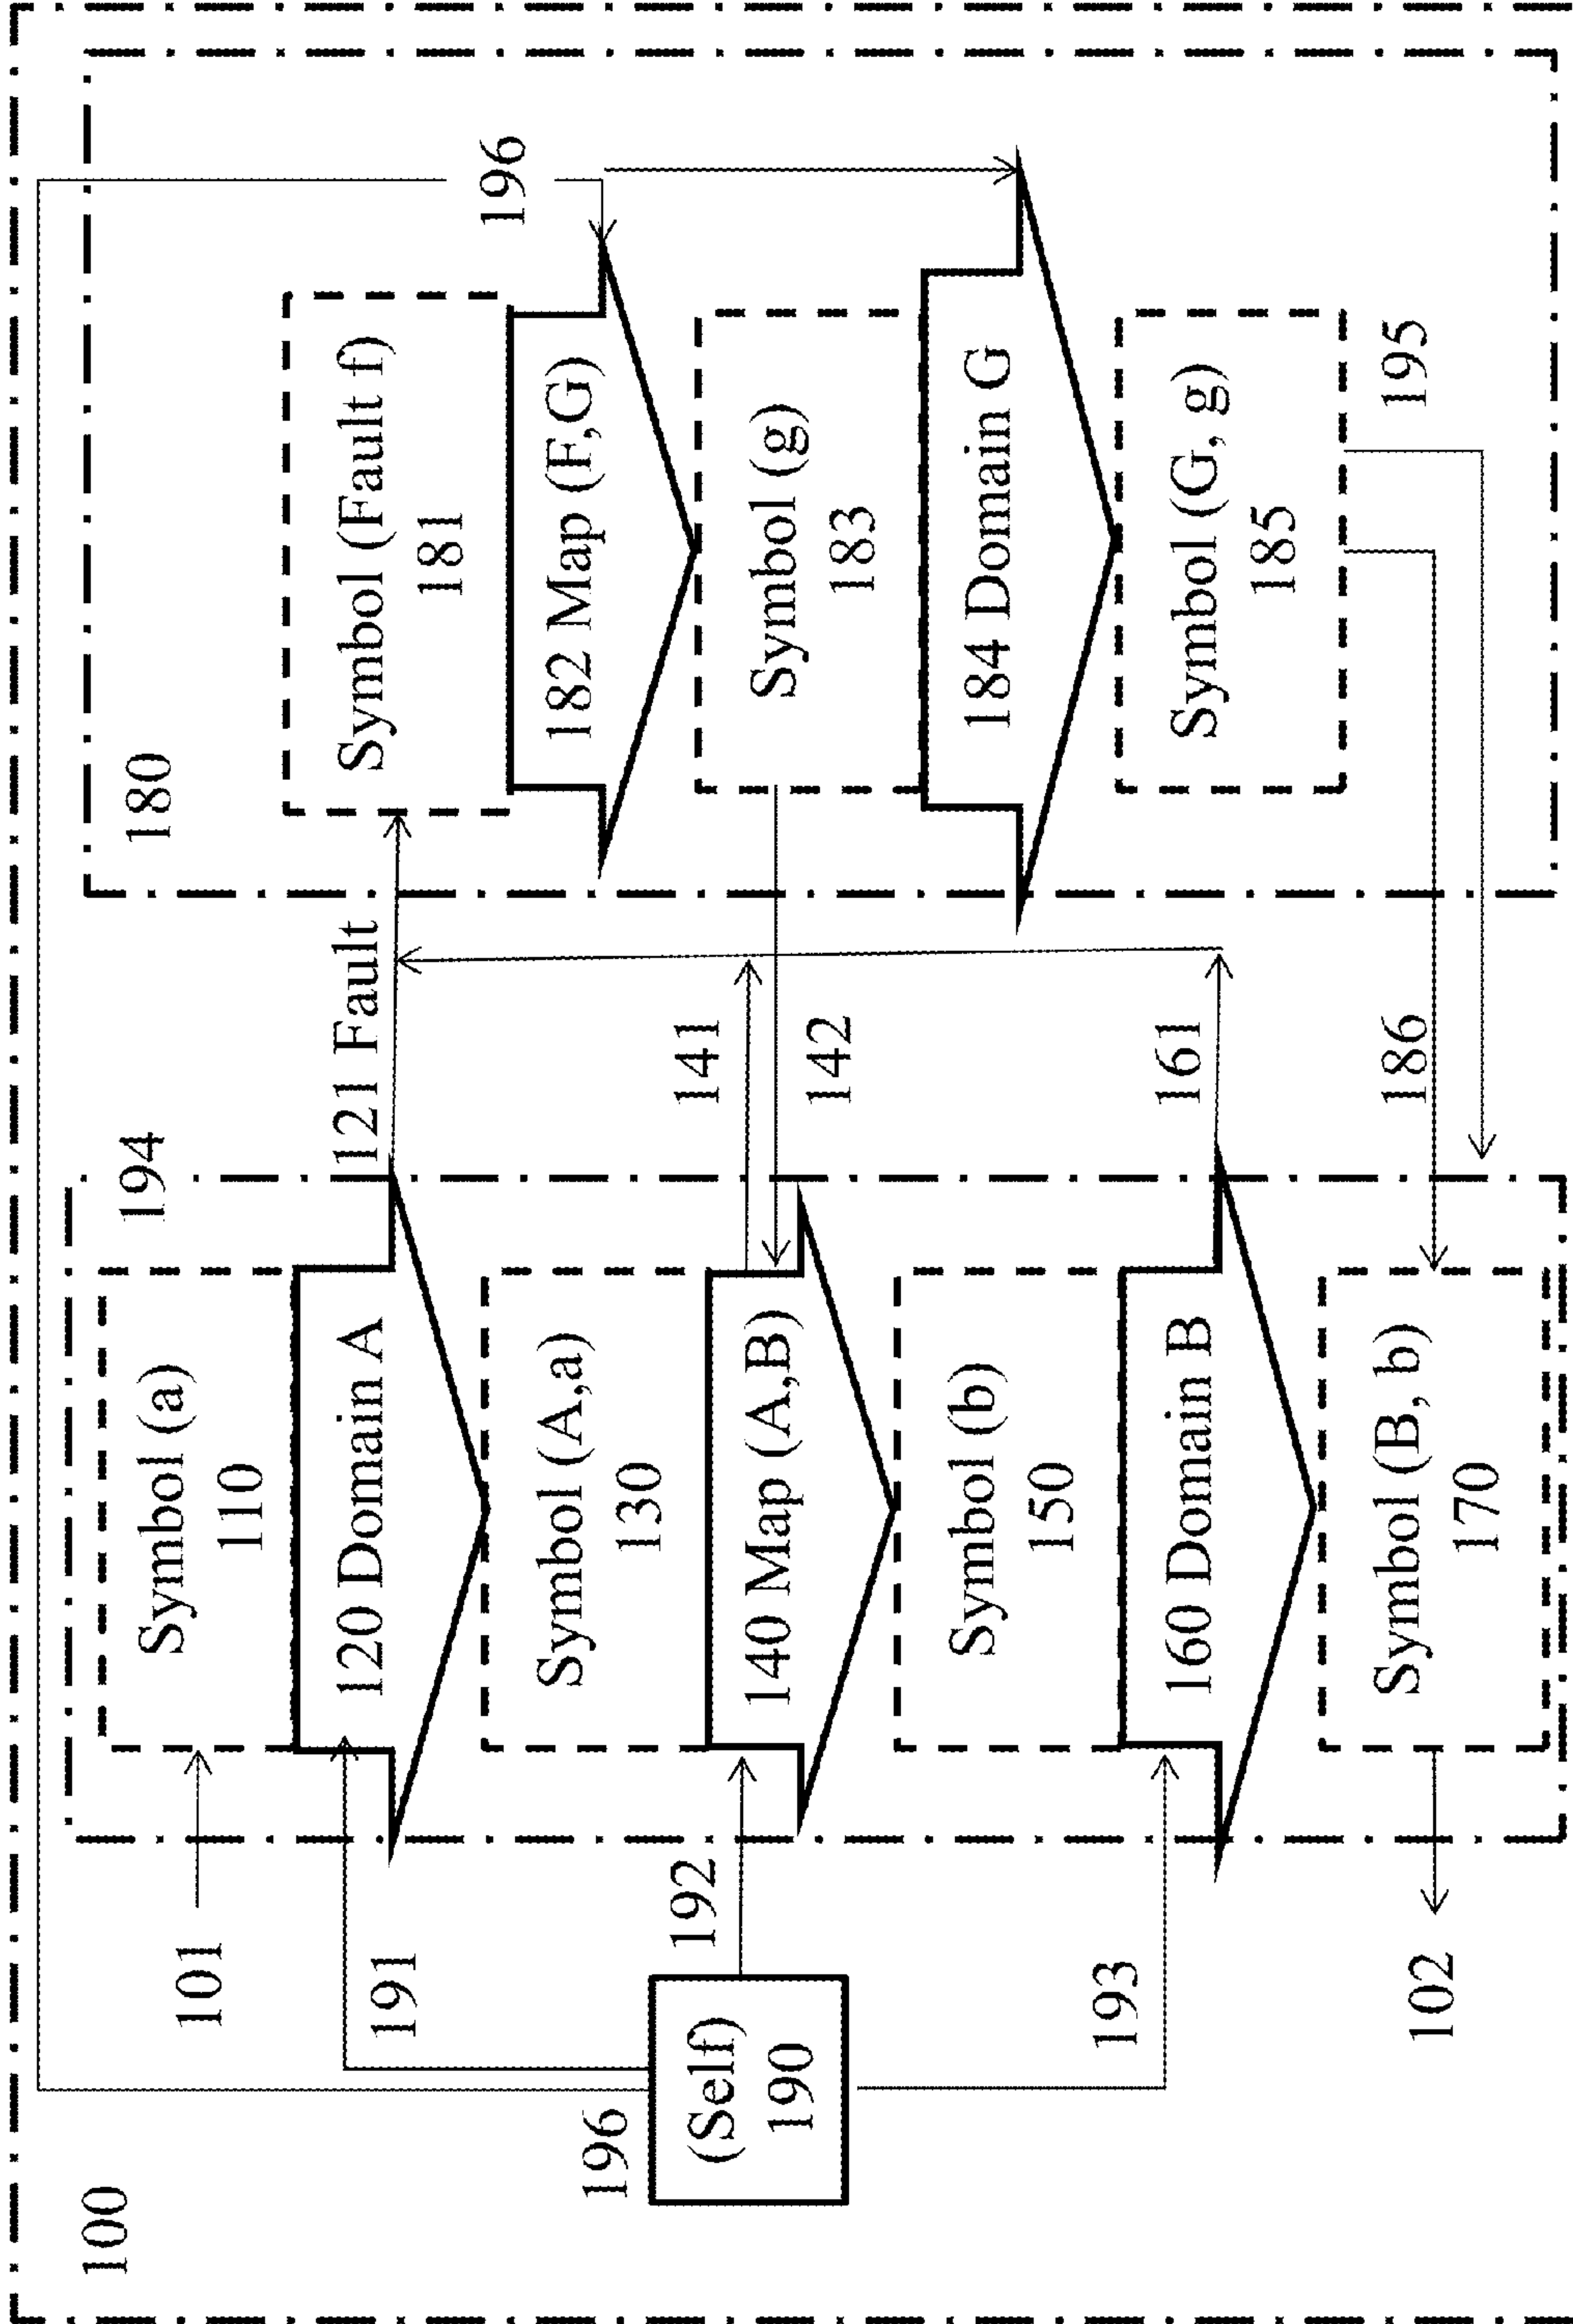 100
196
(Self)
190
101
191
192
193
102
194
Symbol (a)
110
120 Domain A
Symbol (A,a)
130
140 Map (A,B)
Symbol (b)
150
160 Domain B
Symbol (B, b)
170
121 Fault
141
142
161
186
180
196
Symbol (Fault f)
181
182 Map (F,G)
Symbol (g)
183
184 Domain G
Symbol (G, g)
185
195